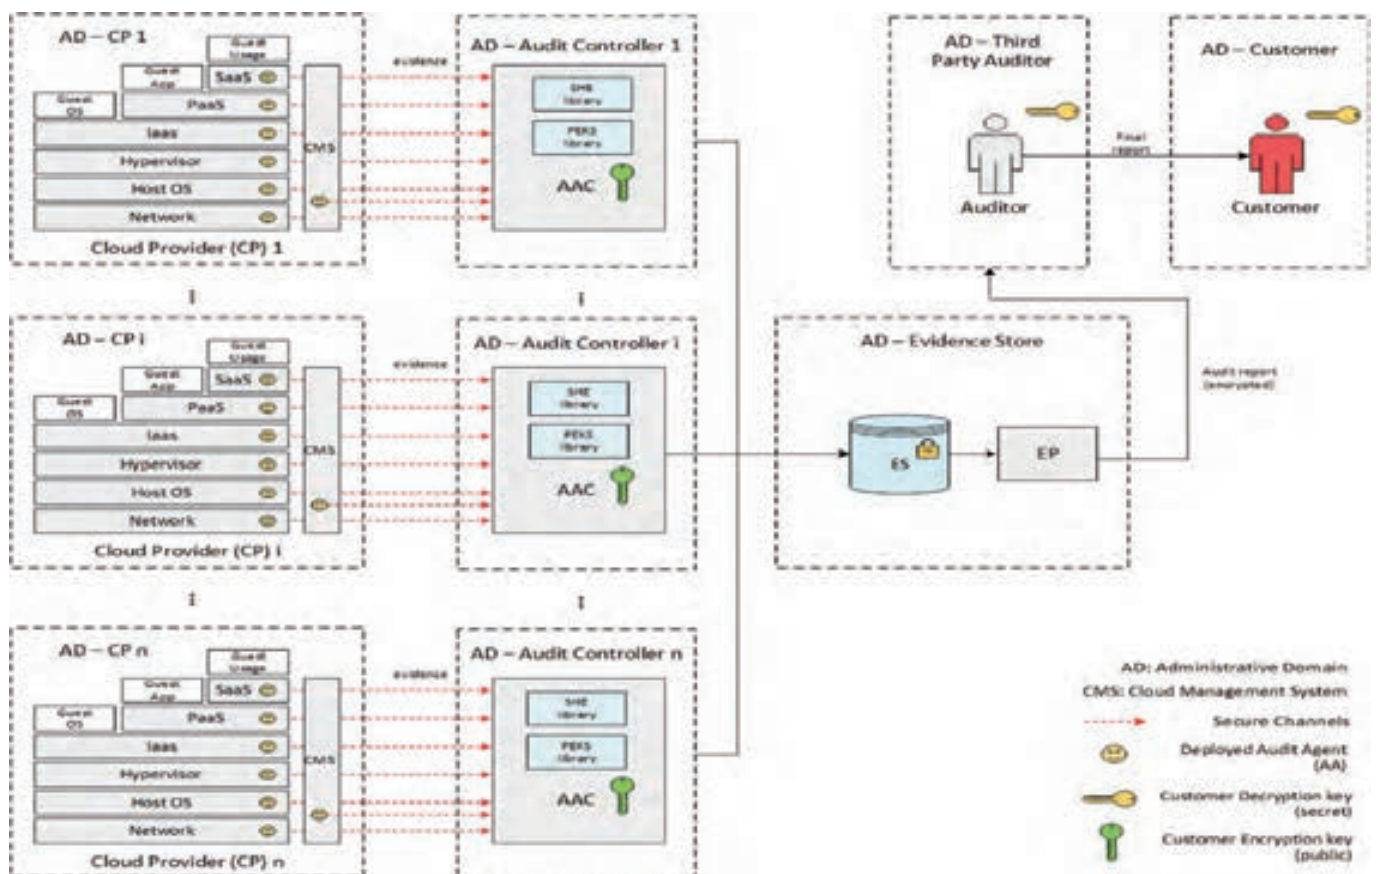 AD – CP 1
Guest
Usage
Guest
App
SaaS
Guest
OS
PaaS
Iaas
Hypervisor
Host OS
Network
CMS
Cloud Provider (CP) 1
evidence
AD – Audit Controller 1
library
PEKS
library
AAC
AD – Third
Party Auditor
Auditor
Final
report
AD – Customer
Customer
AD – CP i
Guest
Usage
Guest
App
SaaS
Guest
OS
PaaS
Iaas
Hypervisor
Host OS
Network
CMS
Cloud Provider (CP) i
evidence
AD – Audit Controller i
SHE
library
PEKS
library
AAC
AD – Evidence Store
ES
EP
Audit report
(encrypted)
AD – CP n
Guest
Usage
Guest
App
SaaS
Guest
OS
PaaS
Iaas
Hypervisor
Host OS
Network
CMS
Cloud Provider (CP) n
evidence
AD – Audit Controller n
SHE
library
PEKS
library
AAC
AD: Administrative Domain
CMS: Cloud Management System
Secure Channels
Deployed Audit Agent
(AA)
Customer Decryption key
(secret)
Customer Encryption key
(public)